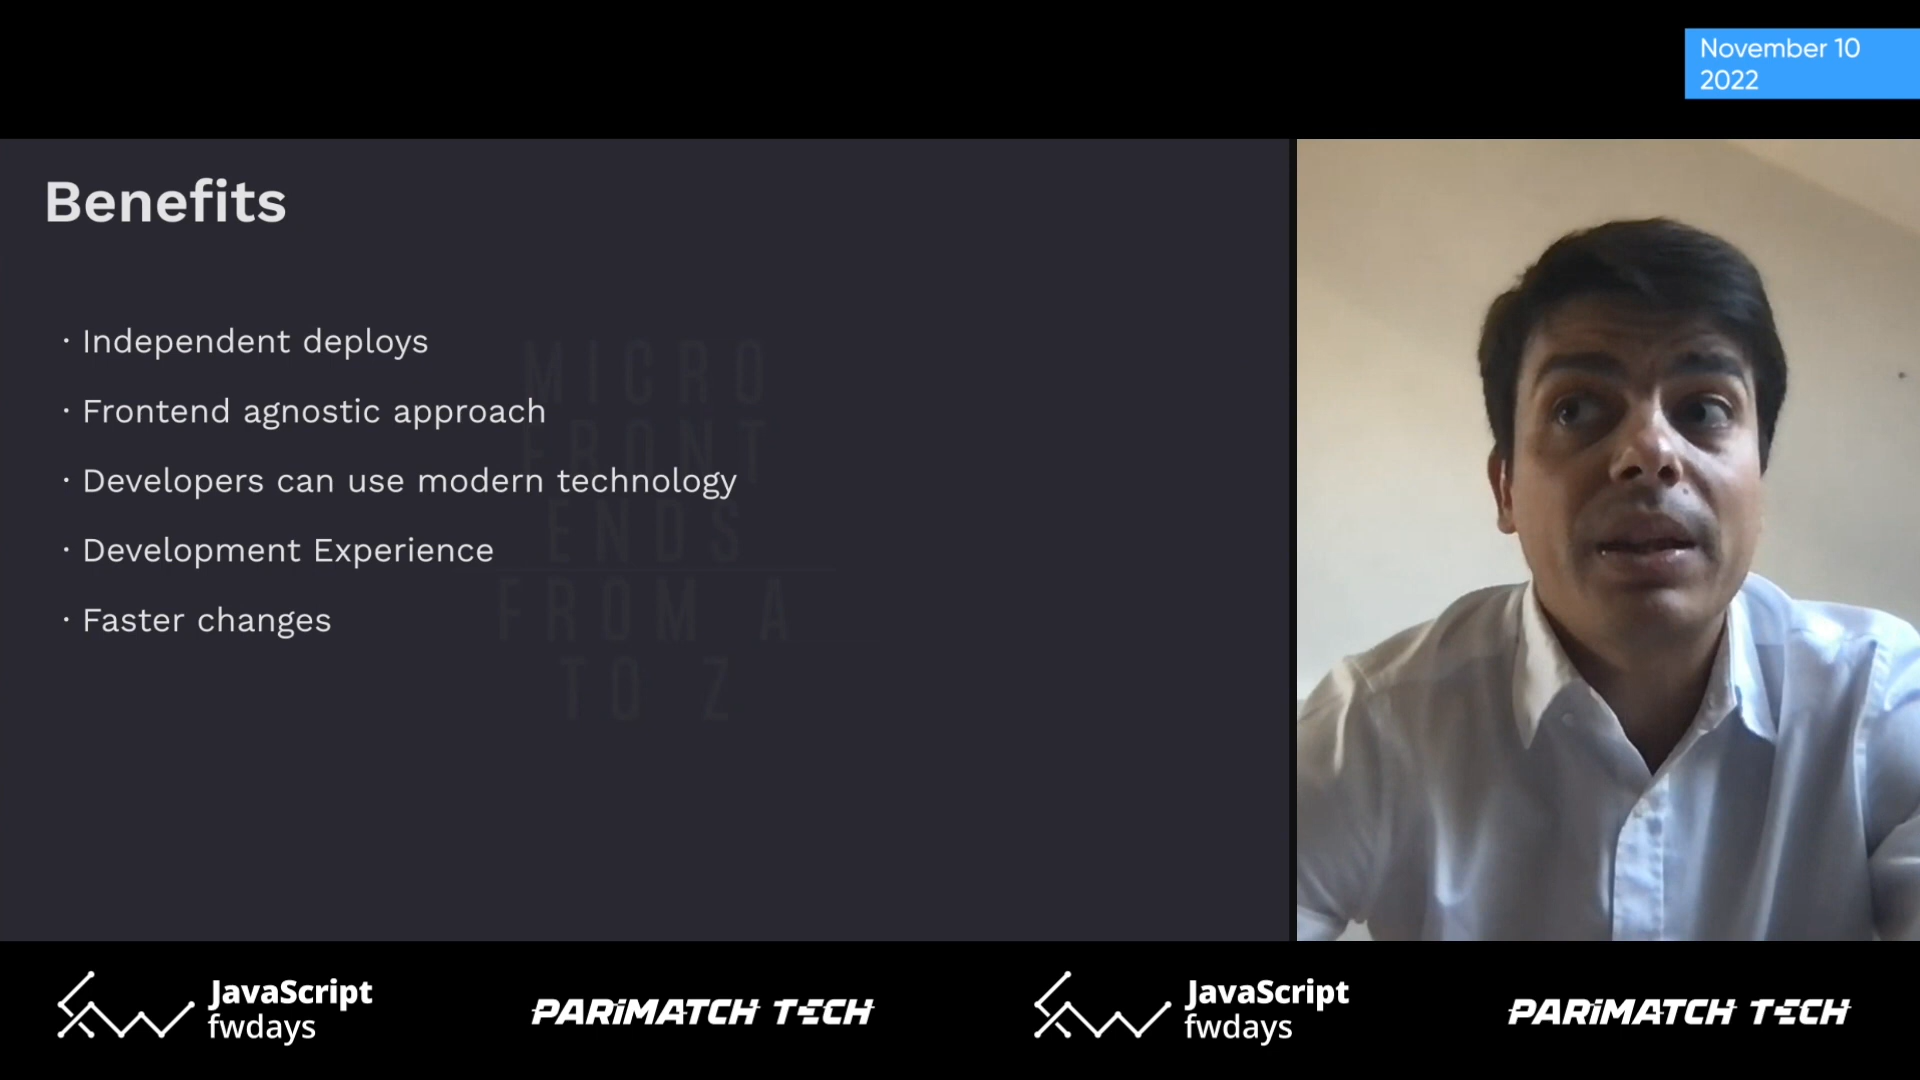 November 10
2022
Benefits
· Independent deploys
· Frontend agnostic approach
· Developers can use modern technology
· Development Experience
· Faster changes
MICRO
FRONT
ENDS
FROM A
TO Z
JavaScript
fwdays
PARiMATCH TECH
JavaScript
fwdays
PARiMATCH TECH